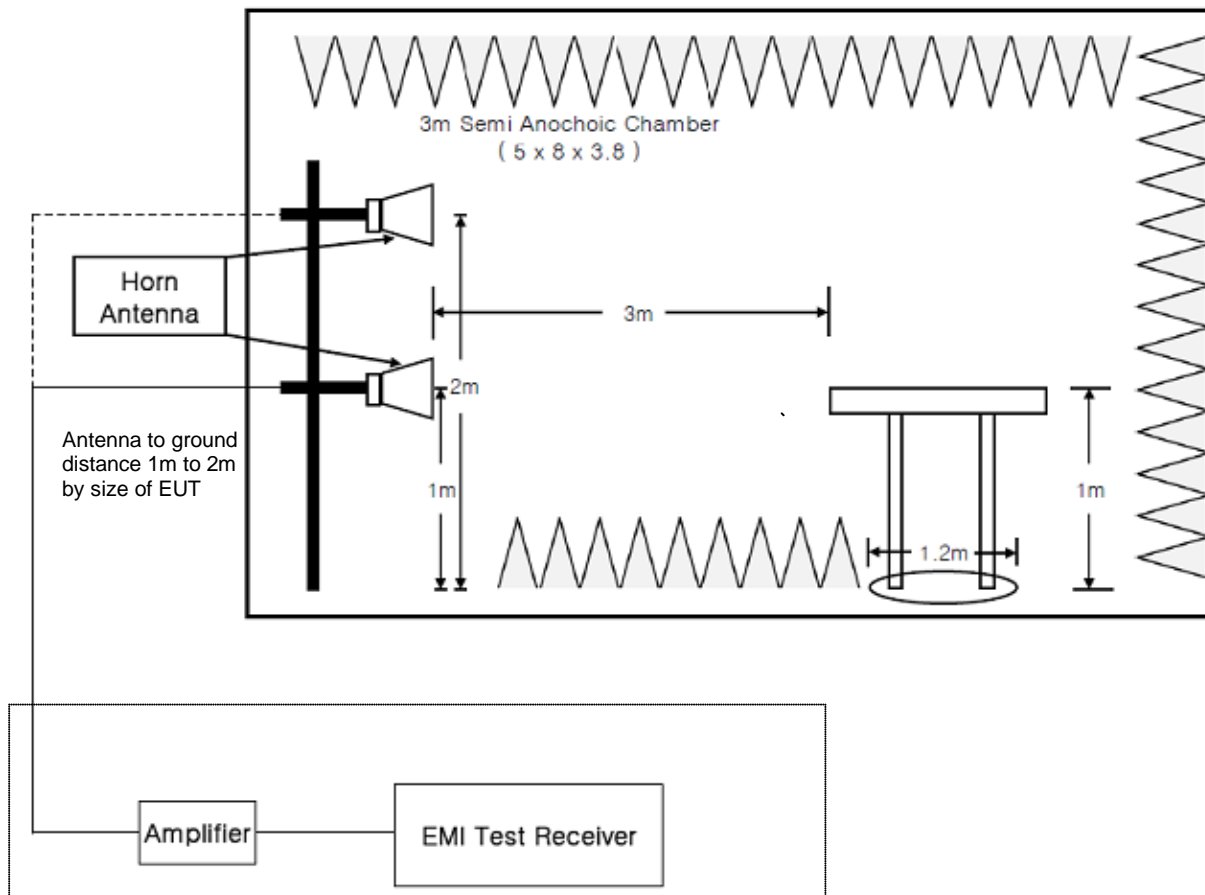 3m Semi Anochoic Chamber
( 5 x 8 x 3.8 )
Horn
Antenna
3m
2m
Antenna to ground
distance 1m to 2m
by size of EUT
1m
1m
1.2m
Amplifier
EMI Test Receiver